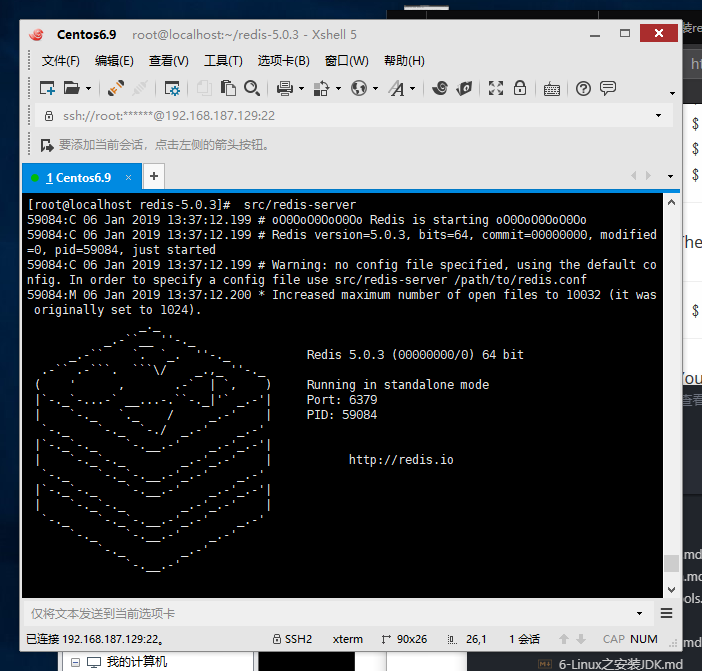 Centos6.9 root@localhost:~/redis-5.0.3 - Xshell 5
文件(F) 编辑(E) 查看(V) 工具(T) 选项卡(B) 窗口(W) 帮助(H)
ssh://root:******@192.168.187.129:22
要添加当前会话，点击左侧的箭头按钮。
1 Centos6.9
[root@localhost redis-5.0.3]#  src/redis-server
59084:C 06 Jan 2019 13:37:12.199 # oO0OoO0OoO0Oo Redis is starting oO0OoO0OoO0Oo
59084:C 06 Jan 2019 13:37:12.199 # Redis version=5.0.3, bits=64, commit=00000000, modified
=0, pid=59084, just started
59084:C 06 Jan 2019 13:37:12.199 # Warning: no config file specified, using the default co
nfig. In order to specify a config file use src/redis-server /path/to/redis.conf
59084:M 06 Jan 2019 13:37:12.200 * Increased maximum number of open files to 10032 (it was
 originally set to 1024).
Redis 5.0.3 (00000000/0) 64 bit
Running in standalone mode
Port: 6379
PID: 59084
http://redis.io
仅将文本发送到当前选项卡
已连接 192.168.187.129:22。 SSH2 xterm 90x26 26,1 1 会话 CAP NUM
我的计算机
6-Linux之安装JDK.md